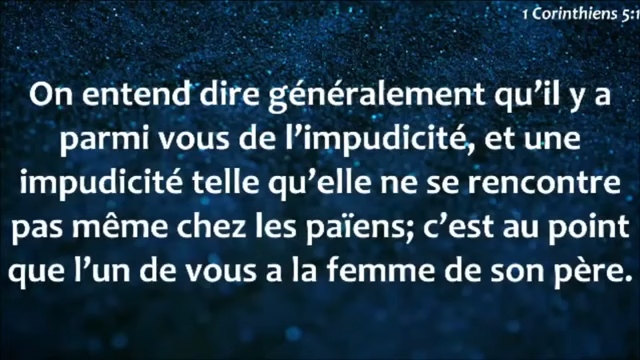 1 Corinthiens 5:1
On entend dire généralement qu’il y a
parmi vous de l’impudicité, et une
impudicité telle qu’elle ne se rencontre
pas même chez les païens; c’est au point
que l’un de vous a la femme de son père.